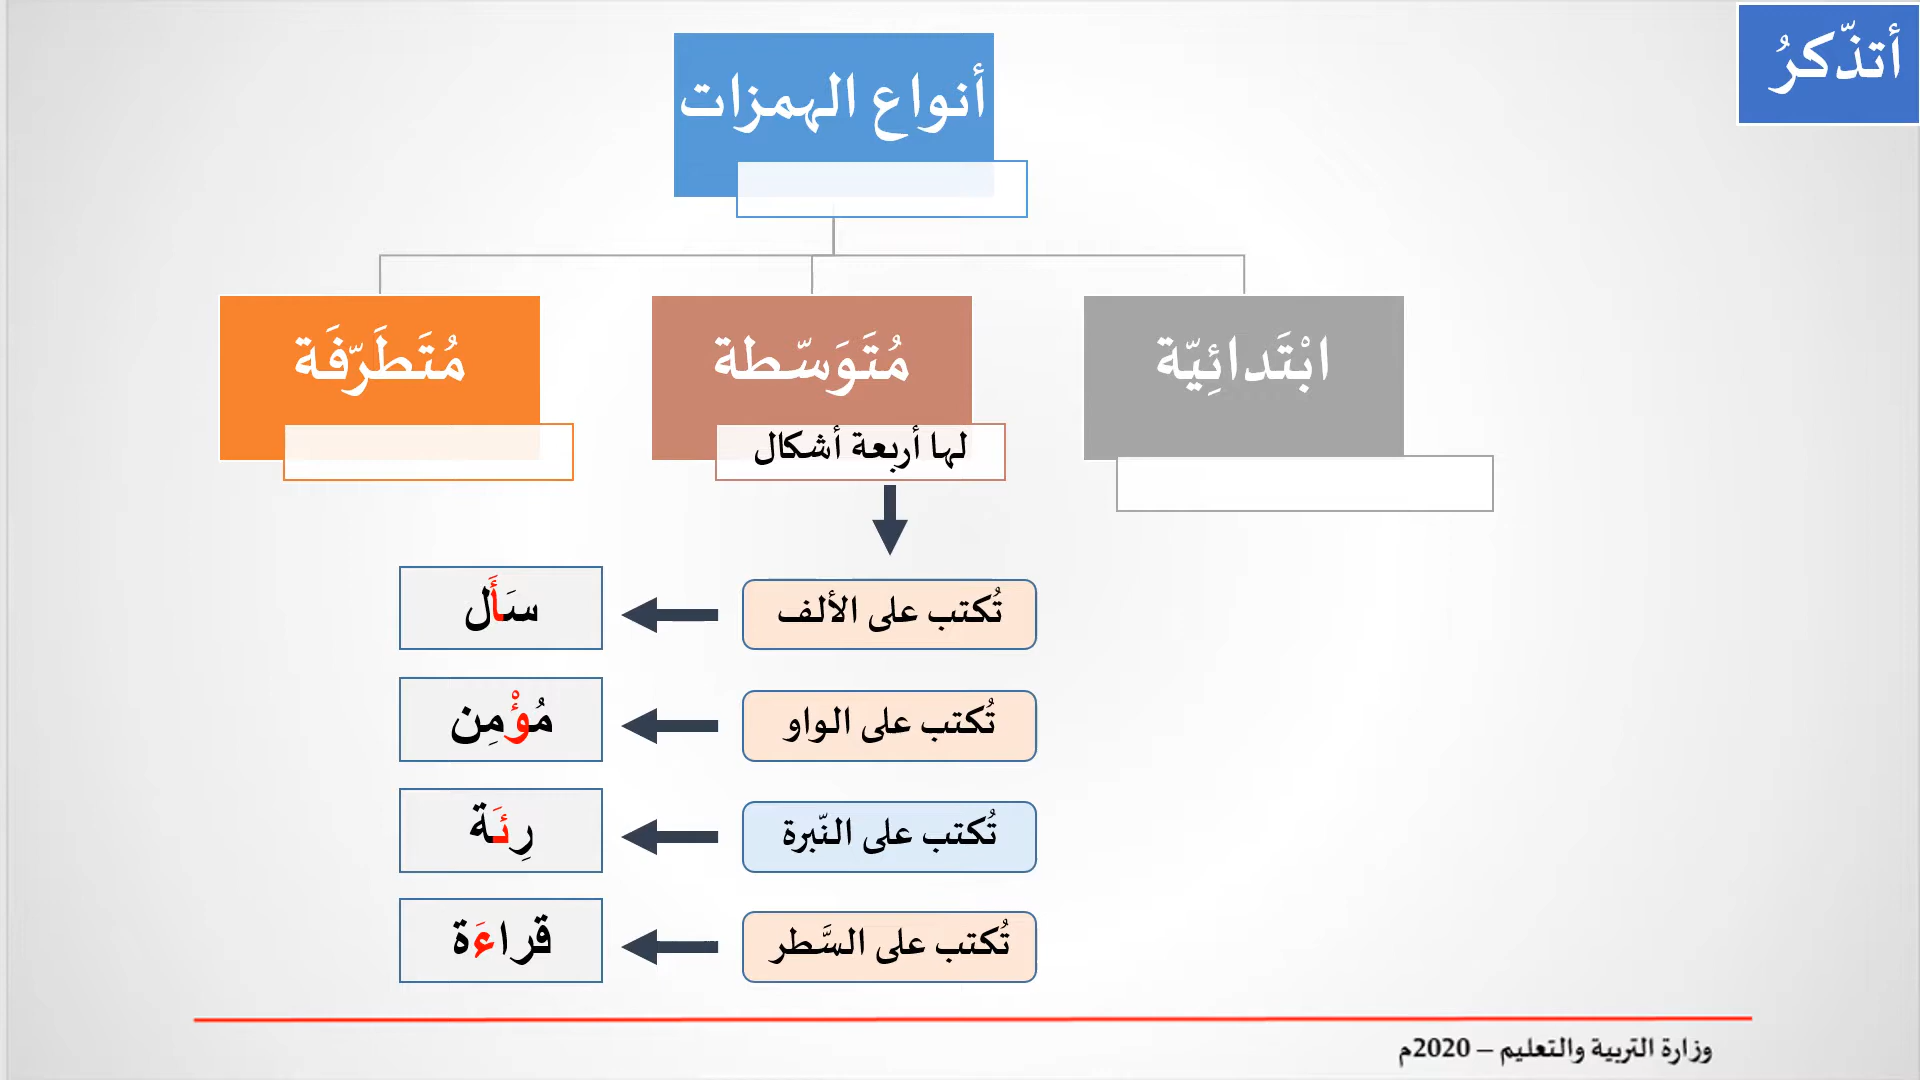 أتذّكرُ
أنواع الهمزات
ابْتَدائِيّة
مُتَوَسّطة
مُتَطَرّفَة
لها أربعة أشكال
تُكتب على الألف
سَأَل
تُكتب على الواو
مُؤْمِن
تُكتب على النّبرة
رِئَة
تُكتب على السَّطر
قراءَة
وزارة التربية والتعليم – 2020م